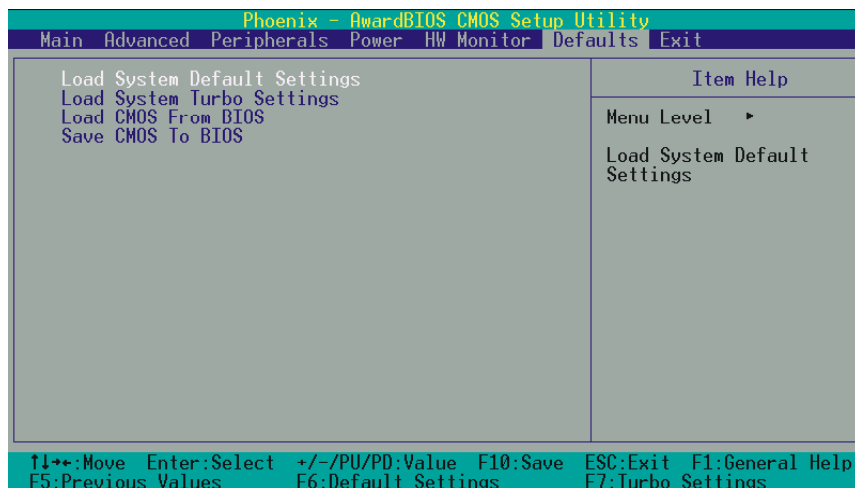 Phoenix - AwardBIOS CMOS Setup Utility
Main Advanced Peripherals Power HW Monitor Defaults Exit
Load System Default Settings
Load System Turbo Settings
Load CMOS From BIOS
Save CMOS To BIOS
Item Help
Menu Level ▸
Load System Default
Settings
↑↓→←:Move Enter:Select +/-/PU/PD:Value F10:Save ESC:Exit F1:General Help
F5:Previous Values F6:Default Settings F7:Turbo Settings